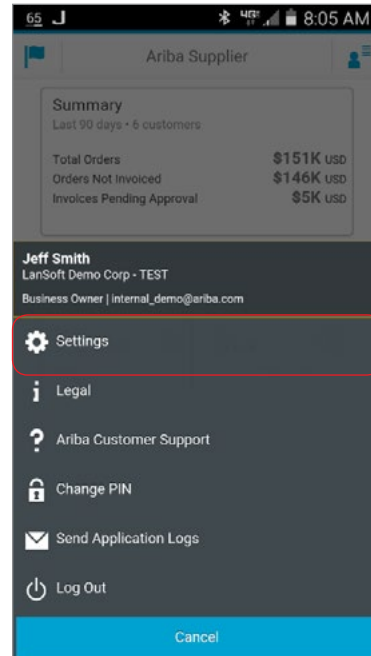 65 8:05 AM
Ariba Supplier
Summary
Last 90 days • 6 customers
Total Orders $151K USD
Orders Not Invoiced $146K USD
Invoices Pending Approval $5K USD
Jeff Smith
LanSoft Demo Corp - TEST
Business Owner | internal_demo@ariba.com
Settings
Legal
Ariba Customer Support
Change PIN
Send Application Logs
Log Out
Cancel